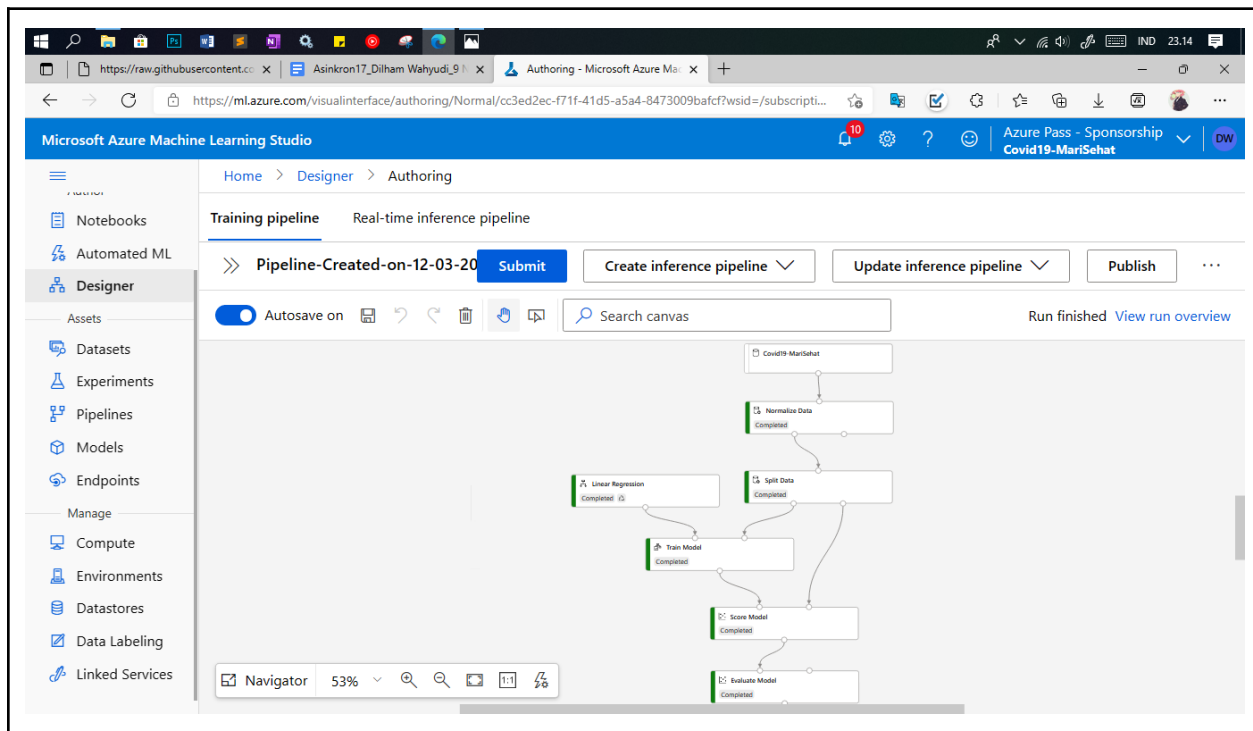 IND 23.14
https://raw.githubusercontent.co
Asinkron17_Dilham Wahyudi_9 N
Authoring - Microsoft Azure Mac
https://ml.azure.com/visualinterface/authoring/Normal/cc3ed2ec-f71f-41d5-a5a4-8473009bafcf?wsid=/subscripti...
Microsoft Azure Machine Learning Studio
10
Azure Pass - Sponsorship
Covid19-MariSehat
DW
Home > Designer > Authoring
Author
Notebooks
Automated ML
Designer
Assets
Datasets
Experiments
Pipelines
Models
Endpoints
Manage
Compute
Environments
Datastores
Data Labeling
Linked Services
Training pipeline
Real-time inference pipeline
Pipeline-Created-on-12-03-20
Submit
Create inference pipeline
Update inference pipeline
Publish
Autosave on
Search canvas
Run finished View run overview
Covid19-MariSehat
Normalize Data
Completed
Linear Regression
Completed
Split Data
Completed
Train Model
Completed
Score Model
Completed
Evaluate Model
Completed
Navigator
53%
1:1